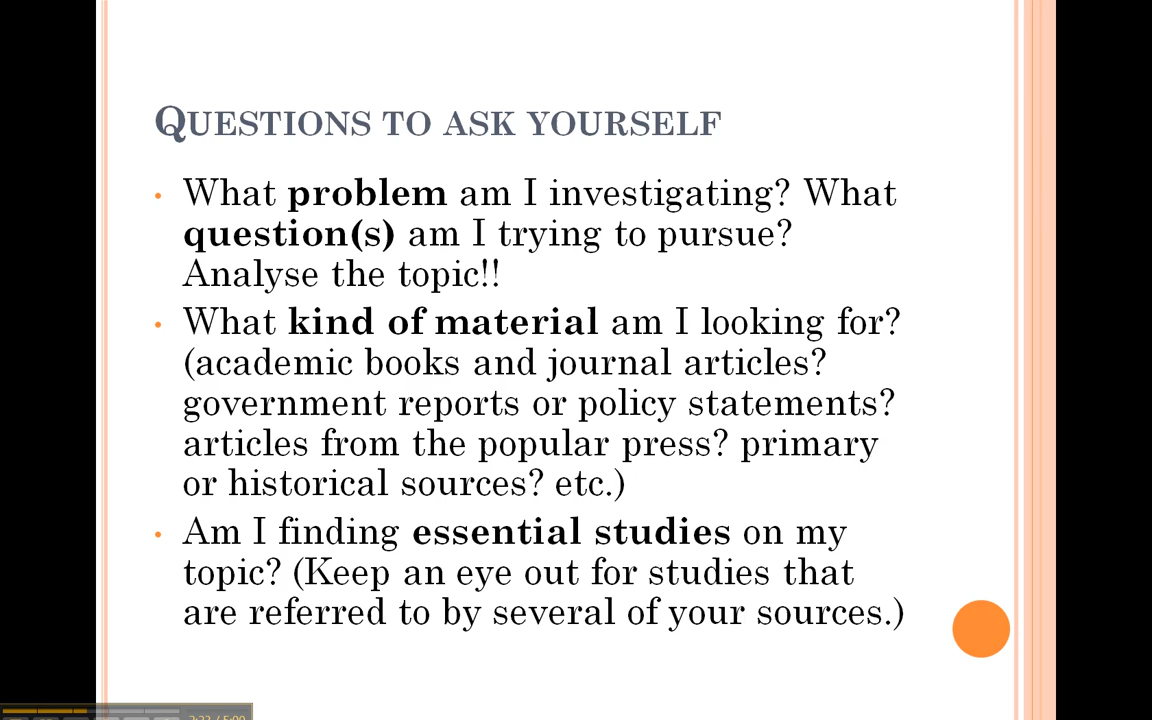 QUESTIONS TO ASK YOURSELF
• What problem am I investigating? What
question(s) am I trying to pursue?
Analyse the topic!!
• What kind of material am I looking for?
(academic books and journal articles?
government reports or policy statements?
articles from the popular press? primary
or historical sources? etc.)
• Am I finding essential studies on my
topic? (Keep an eye out for studies that
are referred to by several of your sources.)